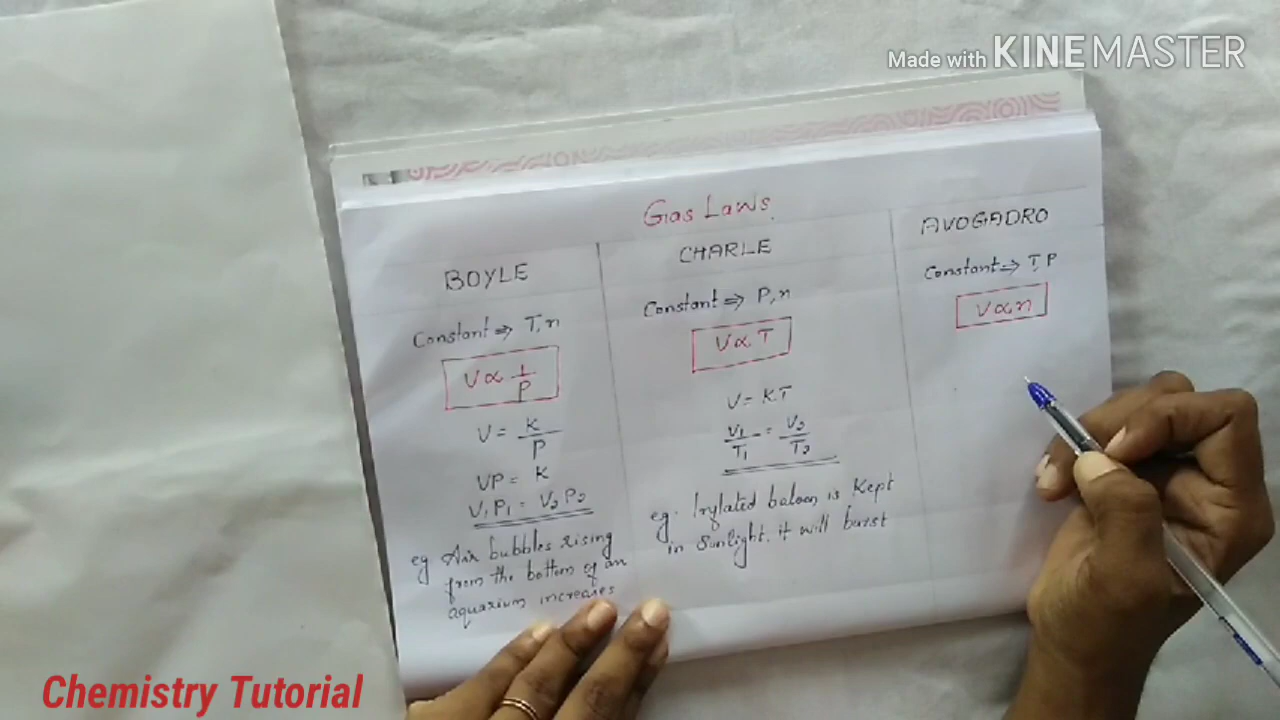 Made with KINEMASTER
Gas Laws
BOYLE
Constant ⇒ T, n
V ∝ 1/P
V = K/P
VP = K
V₁P₁ = V₂P₂
eg Air bubbles rising
from the bottom of an
aquarium increases
CHARLE
Constant ⇒ P, n
V ∝ T
V = K.T
V₁/T₁ = V₂/T₂
eg. Inflated baloon is kept
in Sunlight. it will burst
AVOGADRO
Constant ⇒ T, P
V ∝ n
Chemistry Tutorial